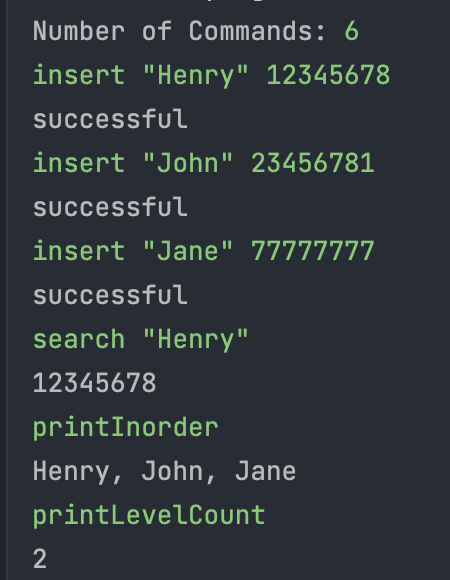 Number of Commands: 6
insert "Henry" 12345678
successful
insert "John" 23456781
successful
insert "Jane" 77777777
successful
search "Henry"
12345678
printInorder
Henry, John, Jane
printLevelCount
2